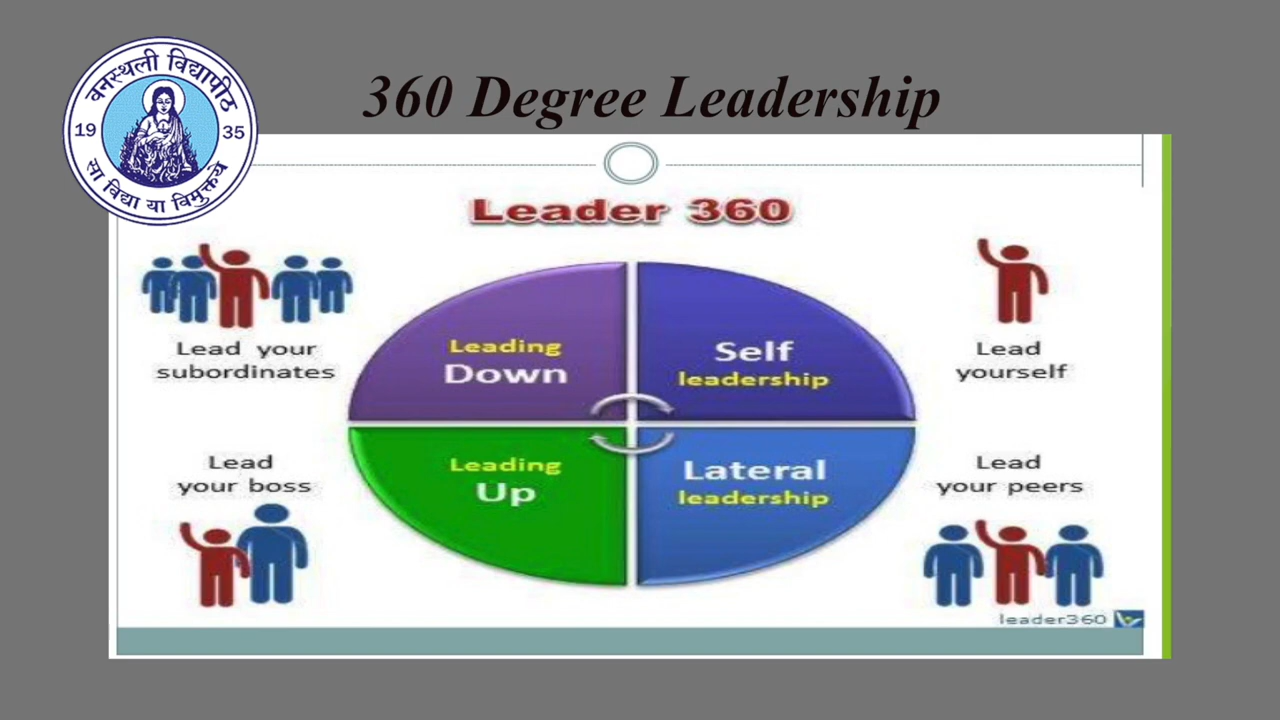 360 Degree Leadership
वनस्थली विद्यापीठ
19 35
सा विद्या या विमुक्तये
Leader 360
Lead your
subordinates
Leading
Down
Self
leadership
Lead
yourself
Lead
your boss
Leading
Up
Lateral
leadership
Lead
your peers
leader360